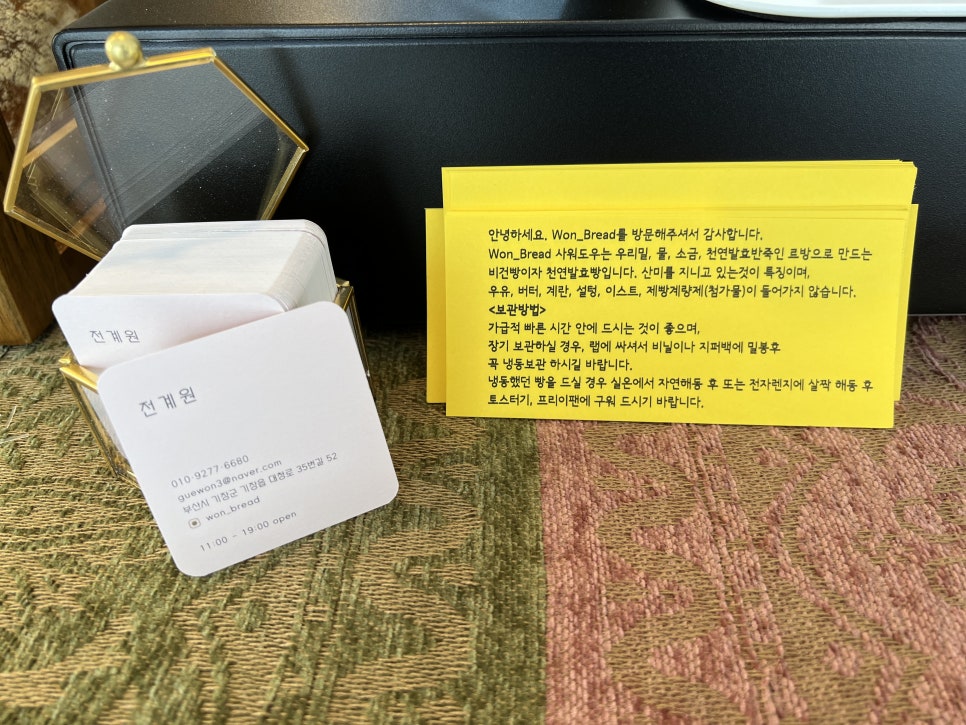 전계원
전계원
010·9277·6680
guewon3@naver.com
부산시 기장군 기장읍 대청로 35번길 52
won_bread
11:00 - 19:00 open
안녕하세요. Won_Bread를 방문해주셔서 감사합니다.
Won_Bread 사워도우는 우리밀, 물, 소금, 천연발효반죽인 르방으로 만드는
비건빵이자 천연발효빵입니다. 산미를 지니고 있는것이 특징이며,
우유, 버터, 계란, 설텅, 이스트, 제빵계량제(첨가물)이 들어가지 않습니다.
<보관방법>
가급적 빠른 시간 안에 드시는 것이 좋으며,
장기 보관하실 경우, 랩에 싸셔서 비닐이나 지퍼백에 밀봉후
꼭 냉동보관 하시길 바랍니다.
냉동했던 빵을 드실 경우 실온에서 자연해동 후 또는 전자렌지에 살짝 해동 후
토스터기, 프리이팬에 구워 드시기 바랍니다.